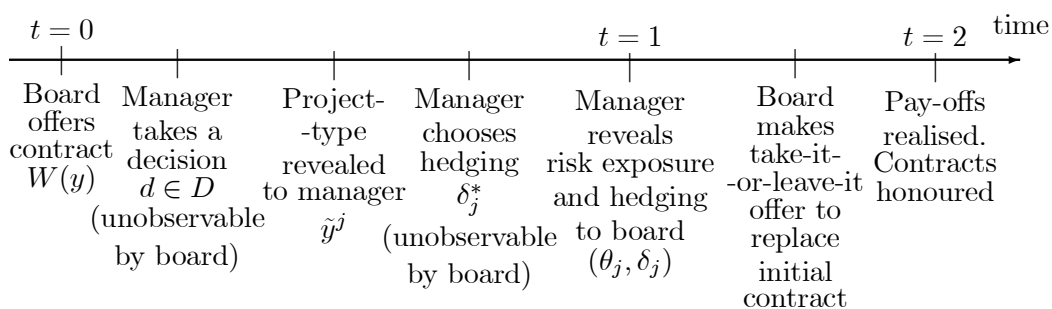 t = 0
t = 1
t = 2
time
Board
offers
contract
W(y)
Manager
takes a
decision
d ∈ D
(unobservable
by board)
Project-
-type
revealed
to manager
ỹ^j
Manager
chooses
hedging
δ_j^*
(unobservable
by board)
Manager
reveals
risk exposure
and hedging
to board
(θ_j, δ_j)
Board
makes
take-it-
-or-leave-it
offer to
replace
initial
contract
Pay-offs
realised.
Contracts
honoured